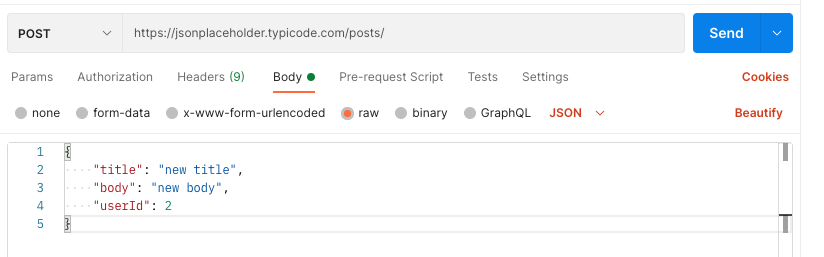 POST https://jsonplaceholder.typicode.com/posts/ Send
Params Authorization Headers (9) Body Pre-request Script Tests Settings Cookies
none form-data x-www-form-urlencoded raw binary GraphQL JSON Beautify
1 {
2 ····"title": "new title",
3 ····"body": "new body",
4 ····"userId": 2
5 }